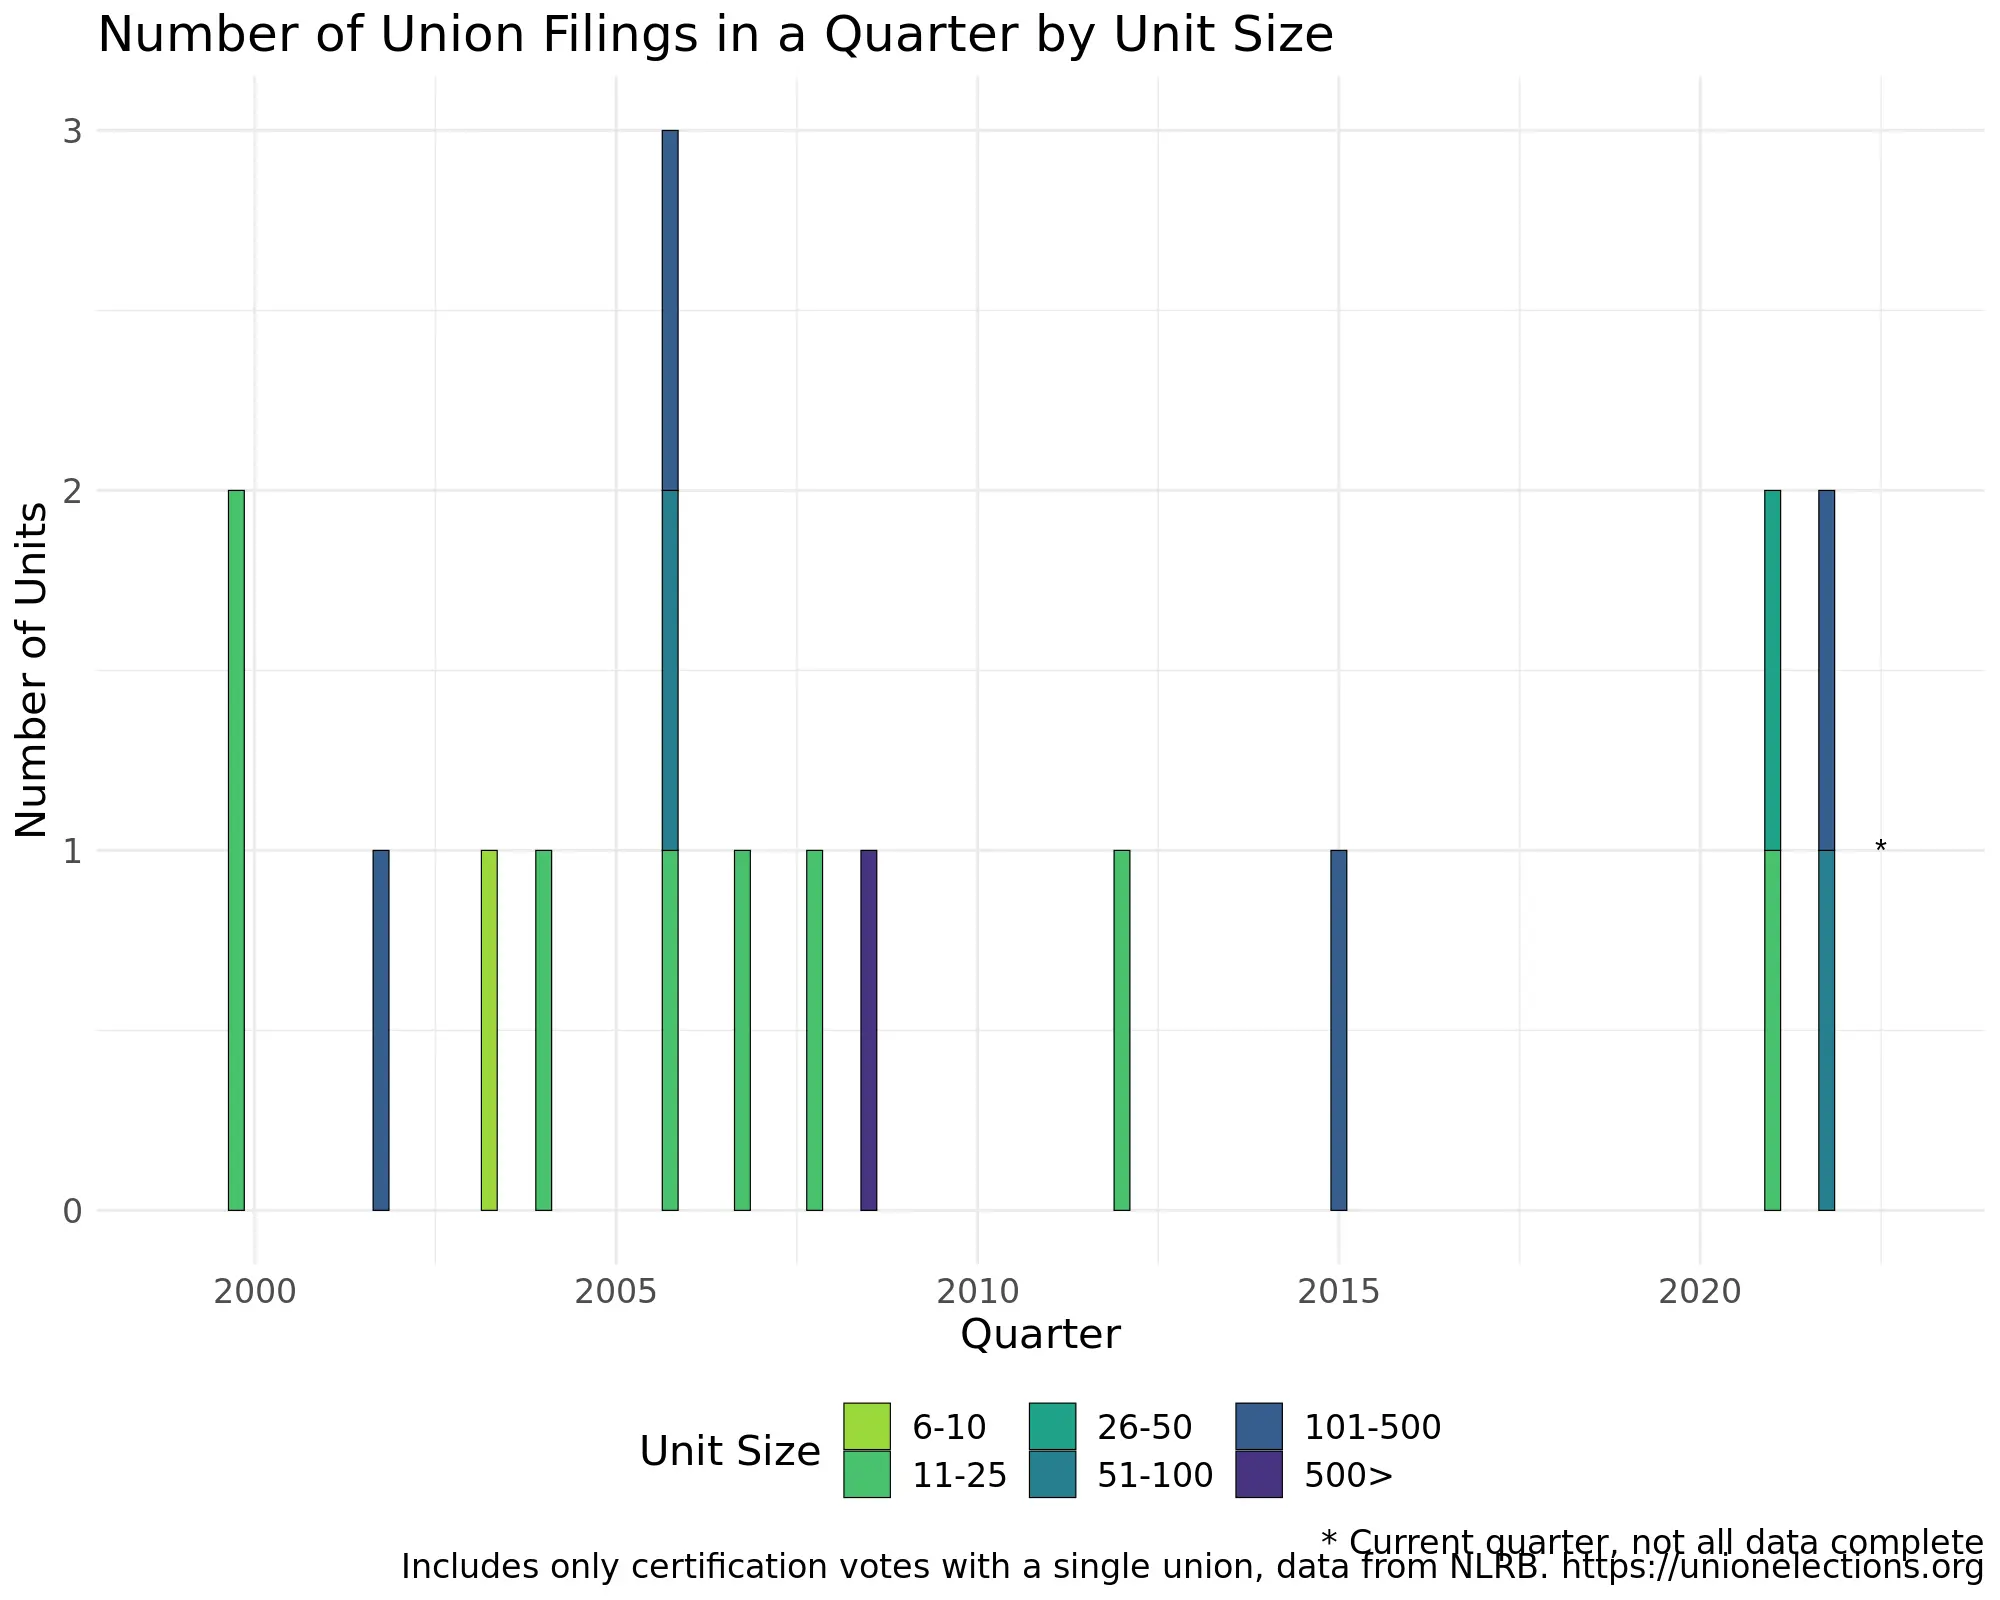 Number of Union Filings in a Quarter by Unit Size
Number of Units
3
2
1
0
*
2000 2005 2010 2015 2020
Quarter
Unit Size
6-10 26-50 101-500
11-25 51-100 500>
* Current quarter, not all data complete
Includes only certification votes with a single union, data from NLRB. https://unionelections.org